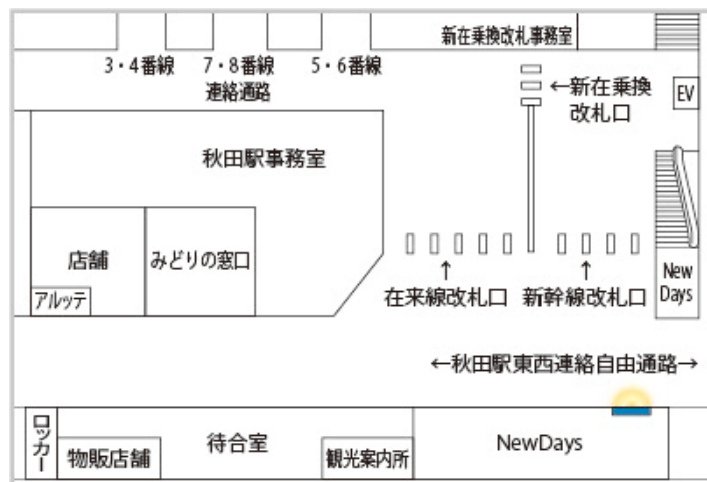 新在乗換改札事務室
3・4番線
7・8番線
5・6番線
連絡通路
←新在乗換
改札口
EV
秋田駅事務室
店舗
みどりの窓口
アルッテ
↑
在来線改札口
↑
新幹線改札口
New
Days
←秋田駅東西連絡自由通路→
ロッカー
物販店舗
待合室
観光案内所
NewDays